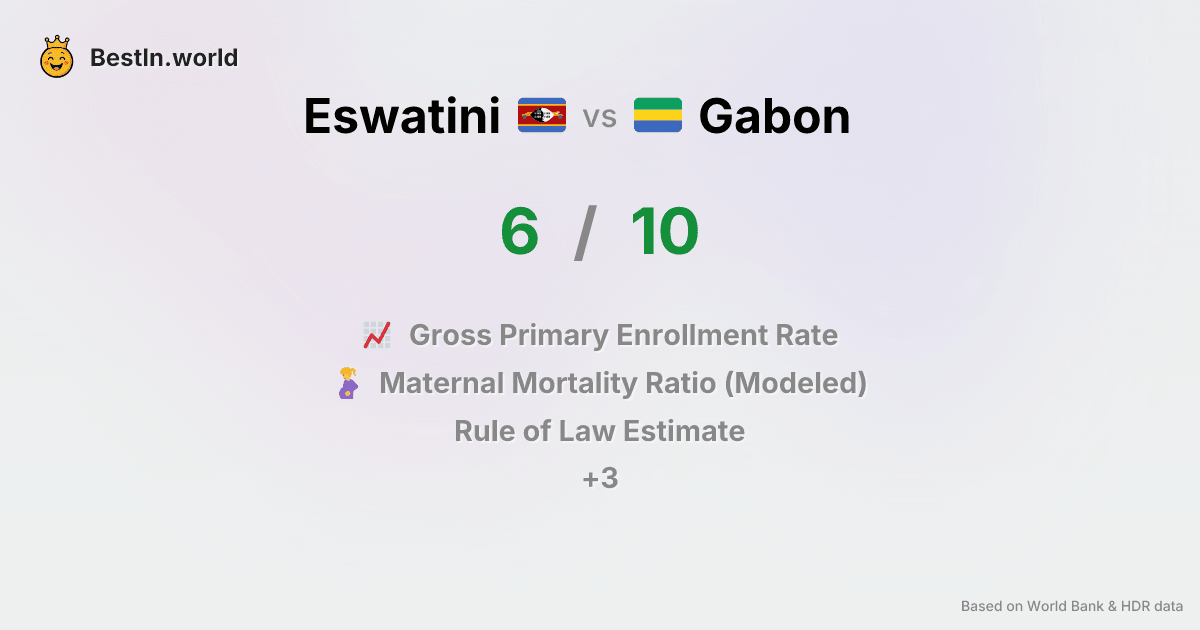 BestIn.world
Eswatini vs Gabon
6 / 10
Gross Primary Enrollment Rate
Maternal Mortality Ratio (Modeled)
Rule of Law Estimate
+3
Based on World Bank & HDR data